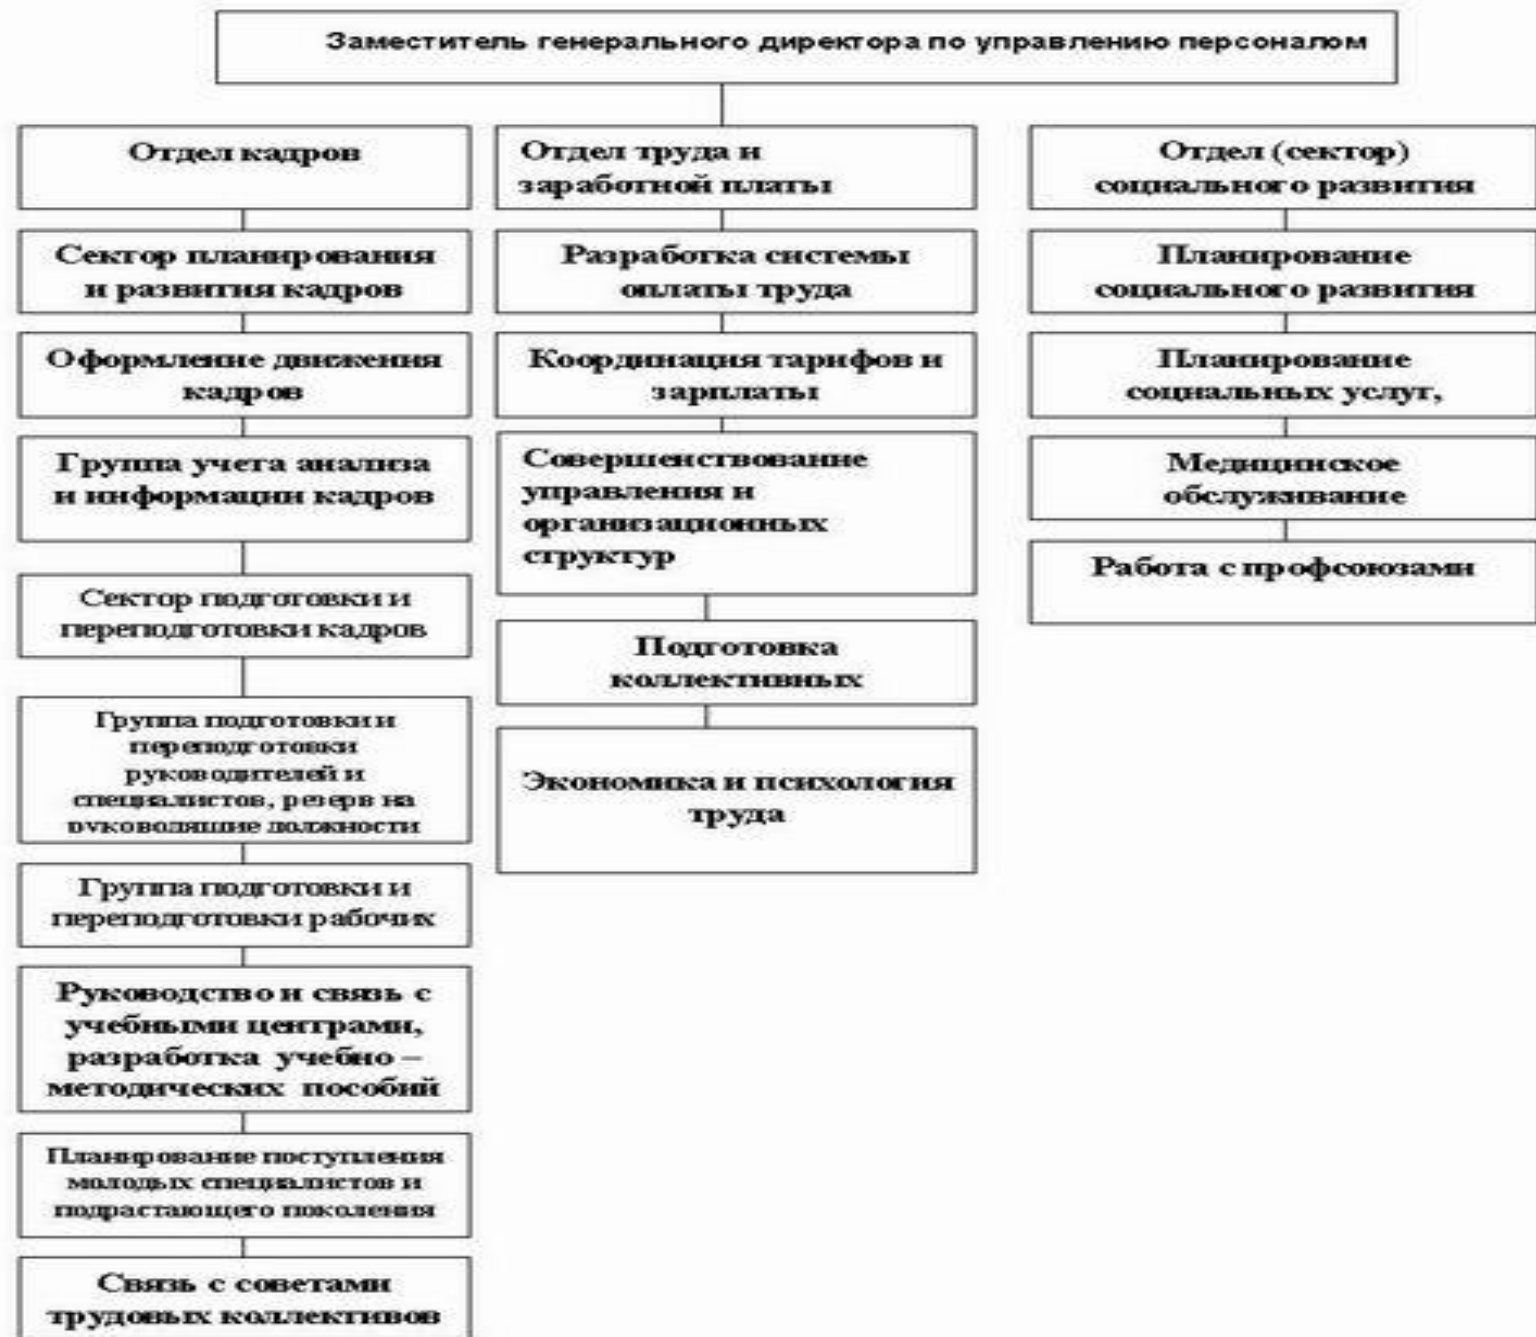 Заместитель генерального директора по управлению персоналом
Отдел кадров
Сектор планирования
и развития кадров
Оформление движения
кадров
Группа учета анализа
и информации кадров
Сектор подготовки и
переподготовки кадров
Группа подготовки и
переподготовки
руководителей и
специалистов, резерв на
руководящие должности
Группа подготовки и
переподготовки рабочих
Руководство и связь с
учебными центрами,
разработка учебно –
методических пособий
Планирование поступления
молодых специалистов и
подрастающего поколения
Связь с советами
трудовых коллективов
Отдел труда и
заработной платы
Разработка системы
оплаты труда
Координация тарифов и
зарплаты
Совершенствование
управления и
организационных
структур
Подготовка
коллективных
Экономика и психология
труда
Отдел (сектор)
социального развития
Планирование
социального развития
Планирование
социальных услуг,
Медицинское
обслуживание
Работа с профсоюзами